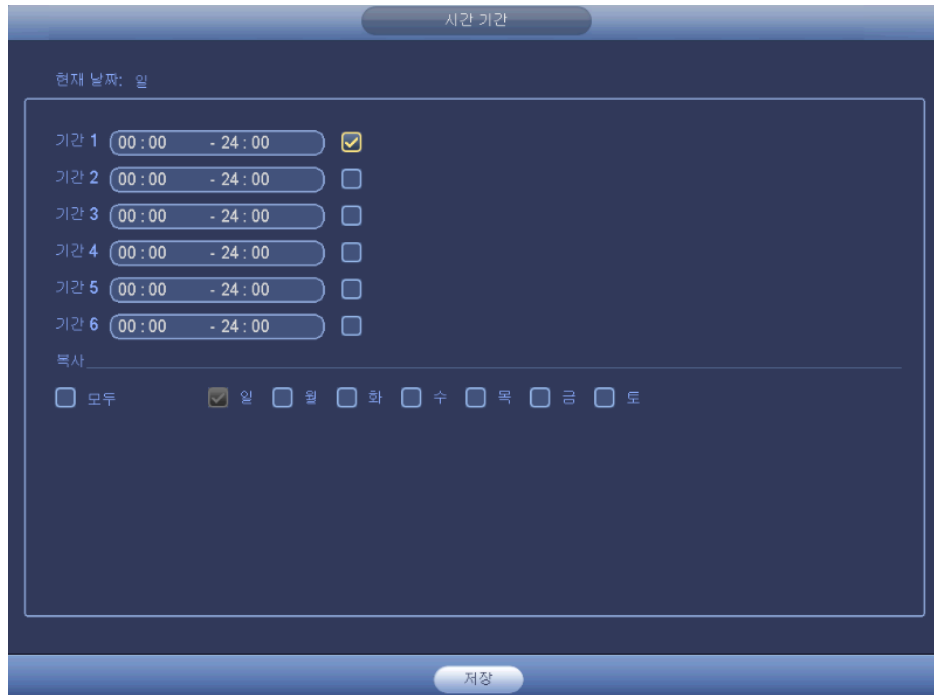 시간 기간
현재 날짜: 일
기간 1 00 : 00 - 24 : 00
기간 2 00 : 00 - 24 : 00
기간 3 00 : 00 - 24 : 00
기간 4 00 : 00 - 24 : 00
기간 5 00 : 00 - 24 : 00
기간 6 00 : 00 - 24 : 00
복사
모두 일 월 화 수 목 금 토
저장